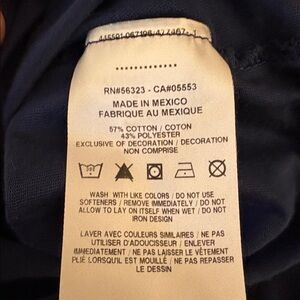 RN#56323 - CA#05553
MADE IN MEXICO
FABRIQUE AU MEXIQUE
57% COTTON / COTON
43% POLYESTER
EXCLUSIVE OF DECORATION / DECORATION
NON COMPRISE
WASH WITH LIKE COLORS / DO NOT USE
SOFTENERS / REMOVE IMMEDIATELY / DO NOT
ALLOW TO LAY ON ITSELF WHEN WET / DO NOT
IRON DESIGN
LAVER AVEC COULEURS SIMILAIRES / NE PAS
UTILISER D'ADOUCISSEUR / ENLEVER
IMMÉDIATEMENT / NE PAS LAISSER LE VÊTEMENT
PLIÉ LORSQU'IL EST MOUILLÉ / NE PAS REPASSER
LE DESSIN